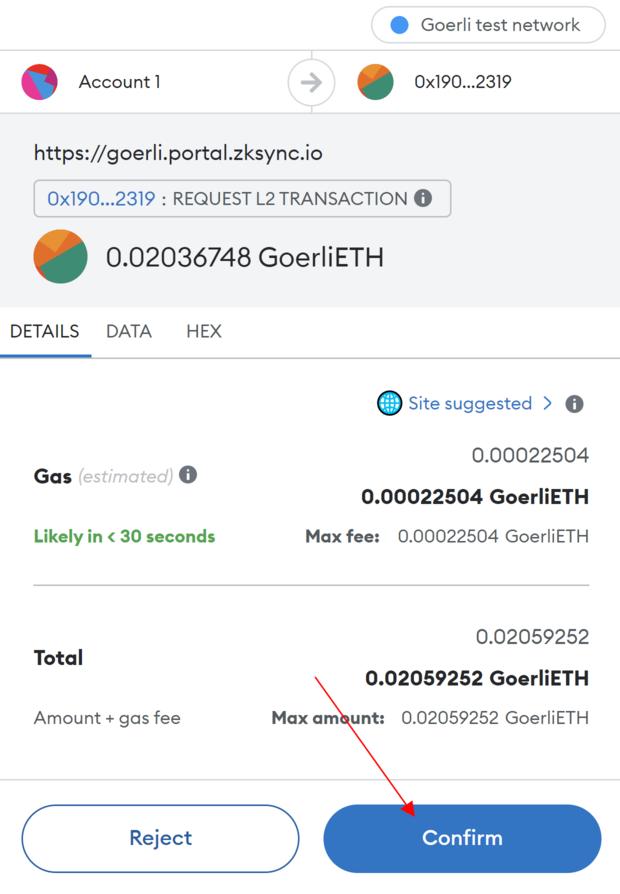 Goerli test network
Account 1 0x190...2319
https://goerli.portal.zksync.io
0x190...2319 : REQUEST L2 TRANSACTION
0.02036748 GoerliETH
DETAILS DATA HEX
Site suggested >
0.00022504
Gas (estimated)
0.00022504 GoerliETH
Likely in < 30 seconds Max fee: 0.00022504 GoerliETH
0.02059252
Total
0.02059252 GoerliETH
Amount + gas fee Max amount: 0.02059252 GoerliETH
Reject Confirm